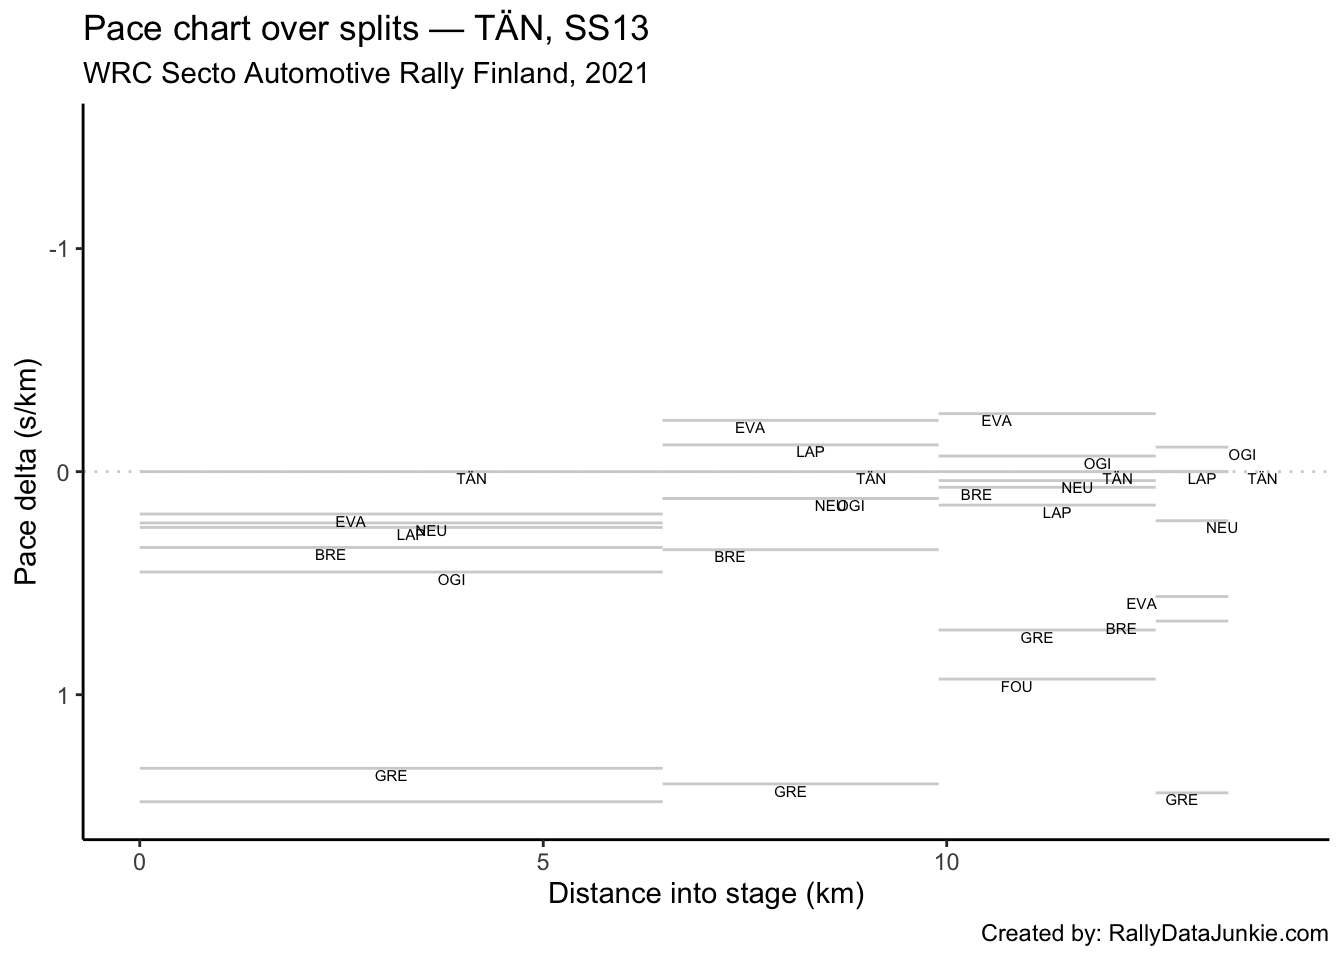 Pace chart over splits — TÄN, SS13
WRC Secto Automotive Rally Finland, 2021
Pace delta (s/km)
-1
0
1
EVA
EVA
LAP
OGI
OGI
TÄN
TÄN
TÄN
LAP
TÄN
NEU
BRE
NEU
OGI
LAP
EVA
NEU
NEU
LAP
BRE
BRE
OGI
EVA
BRE
GRE
FOU
GRE
GRE
GRE
0
5
10
Distance into stage (km)
Created by: RallyDataJunkie.com